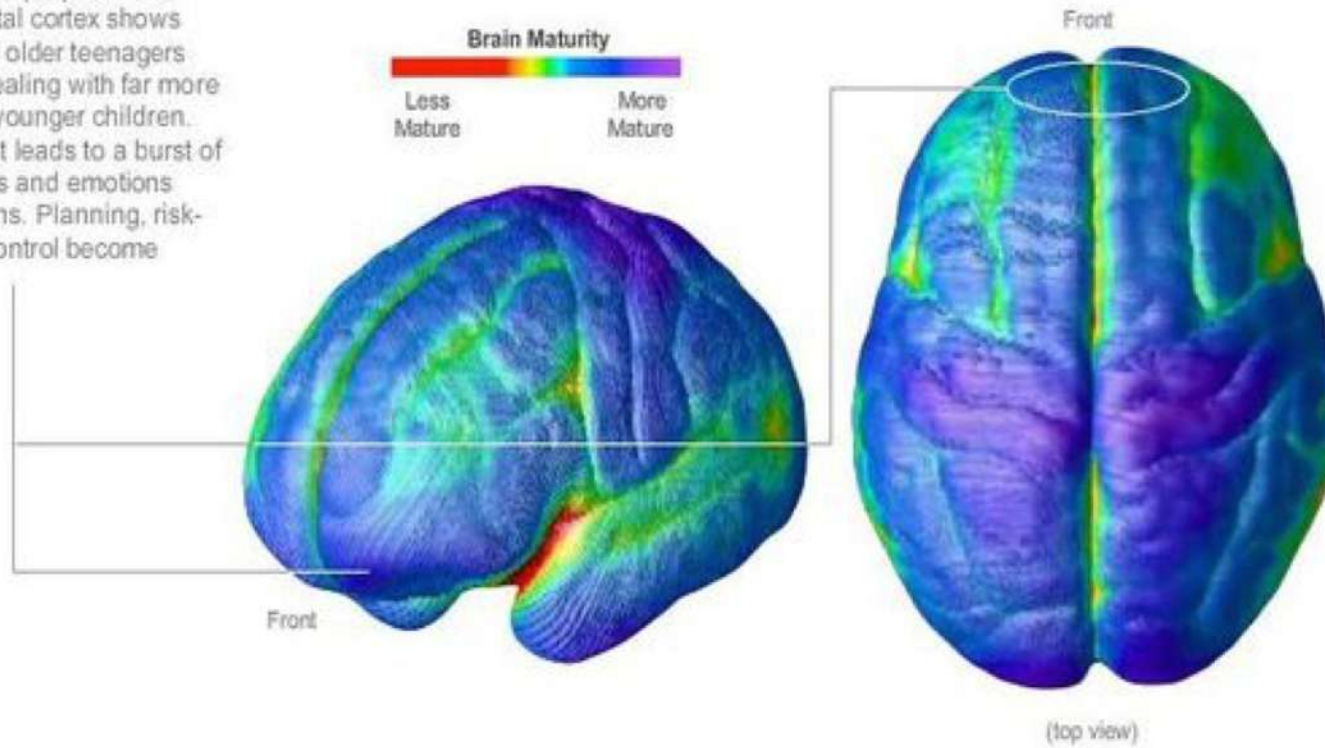 tal cortex shows
older teenagers
ealing with far more
younger children.
t leads to a burst of
s and emotions
ns. Planning, risk-
ontrol become
Brain Maturity
Less
Mature
More
Mature
Front
Front
(top view)